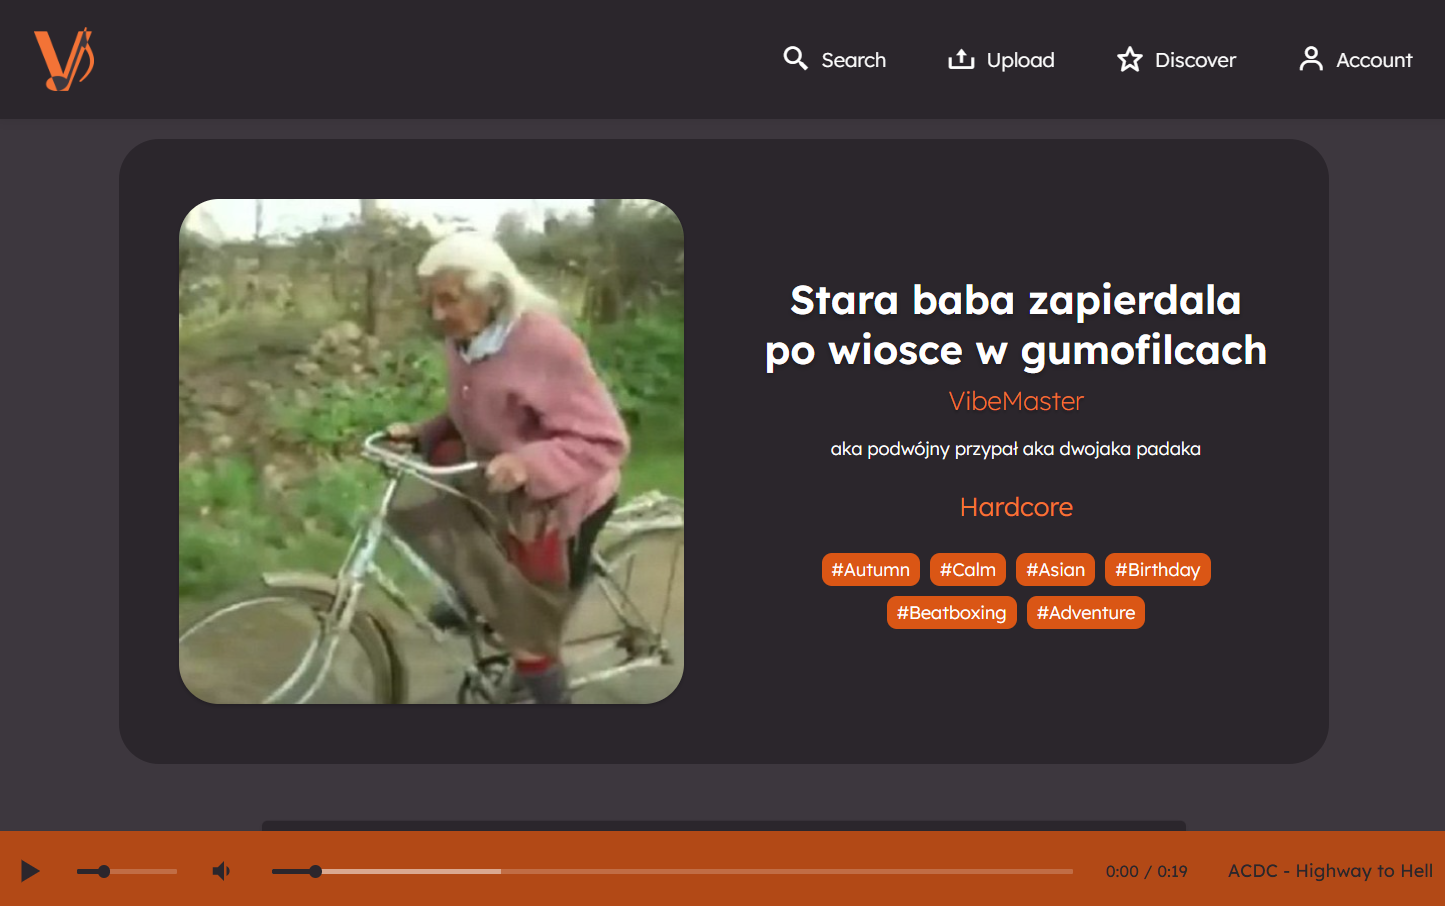 Search
Upload
Discover
Account
Stara baba zapierdala
po wiosce w gumofilcach
VibeMaster
aka podwójny przypał aka dwojaka padaka
Hardcore
#Autumn #Calm #Asian #Birthday
#Beatboxing #Adventure
0:00 / 0:19
ACDC - Highway to Hell